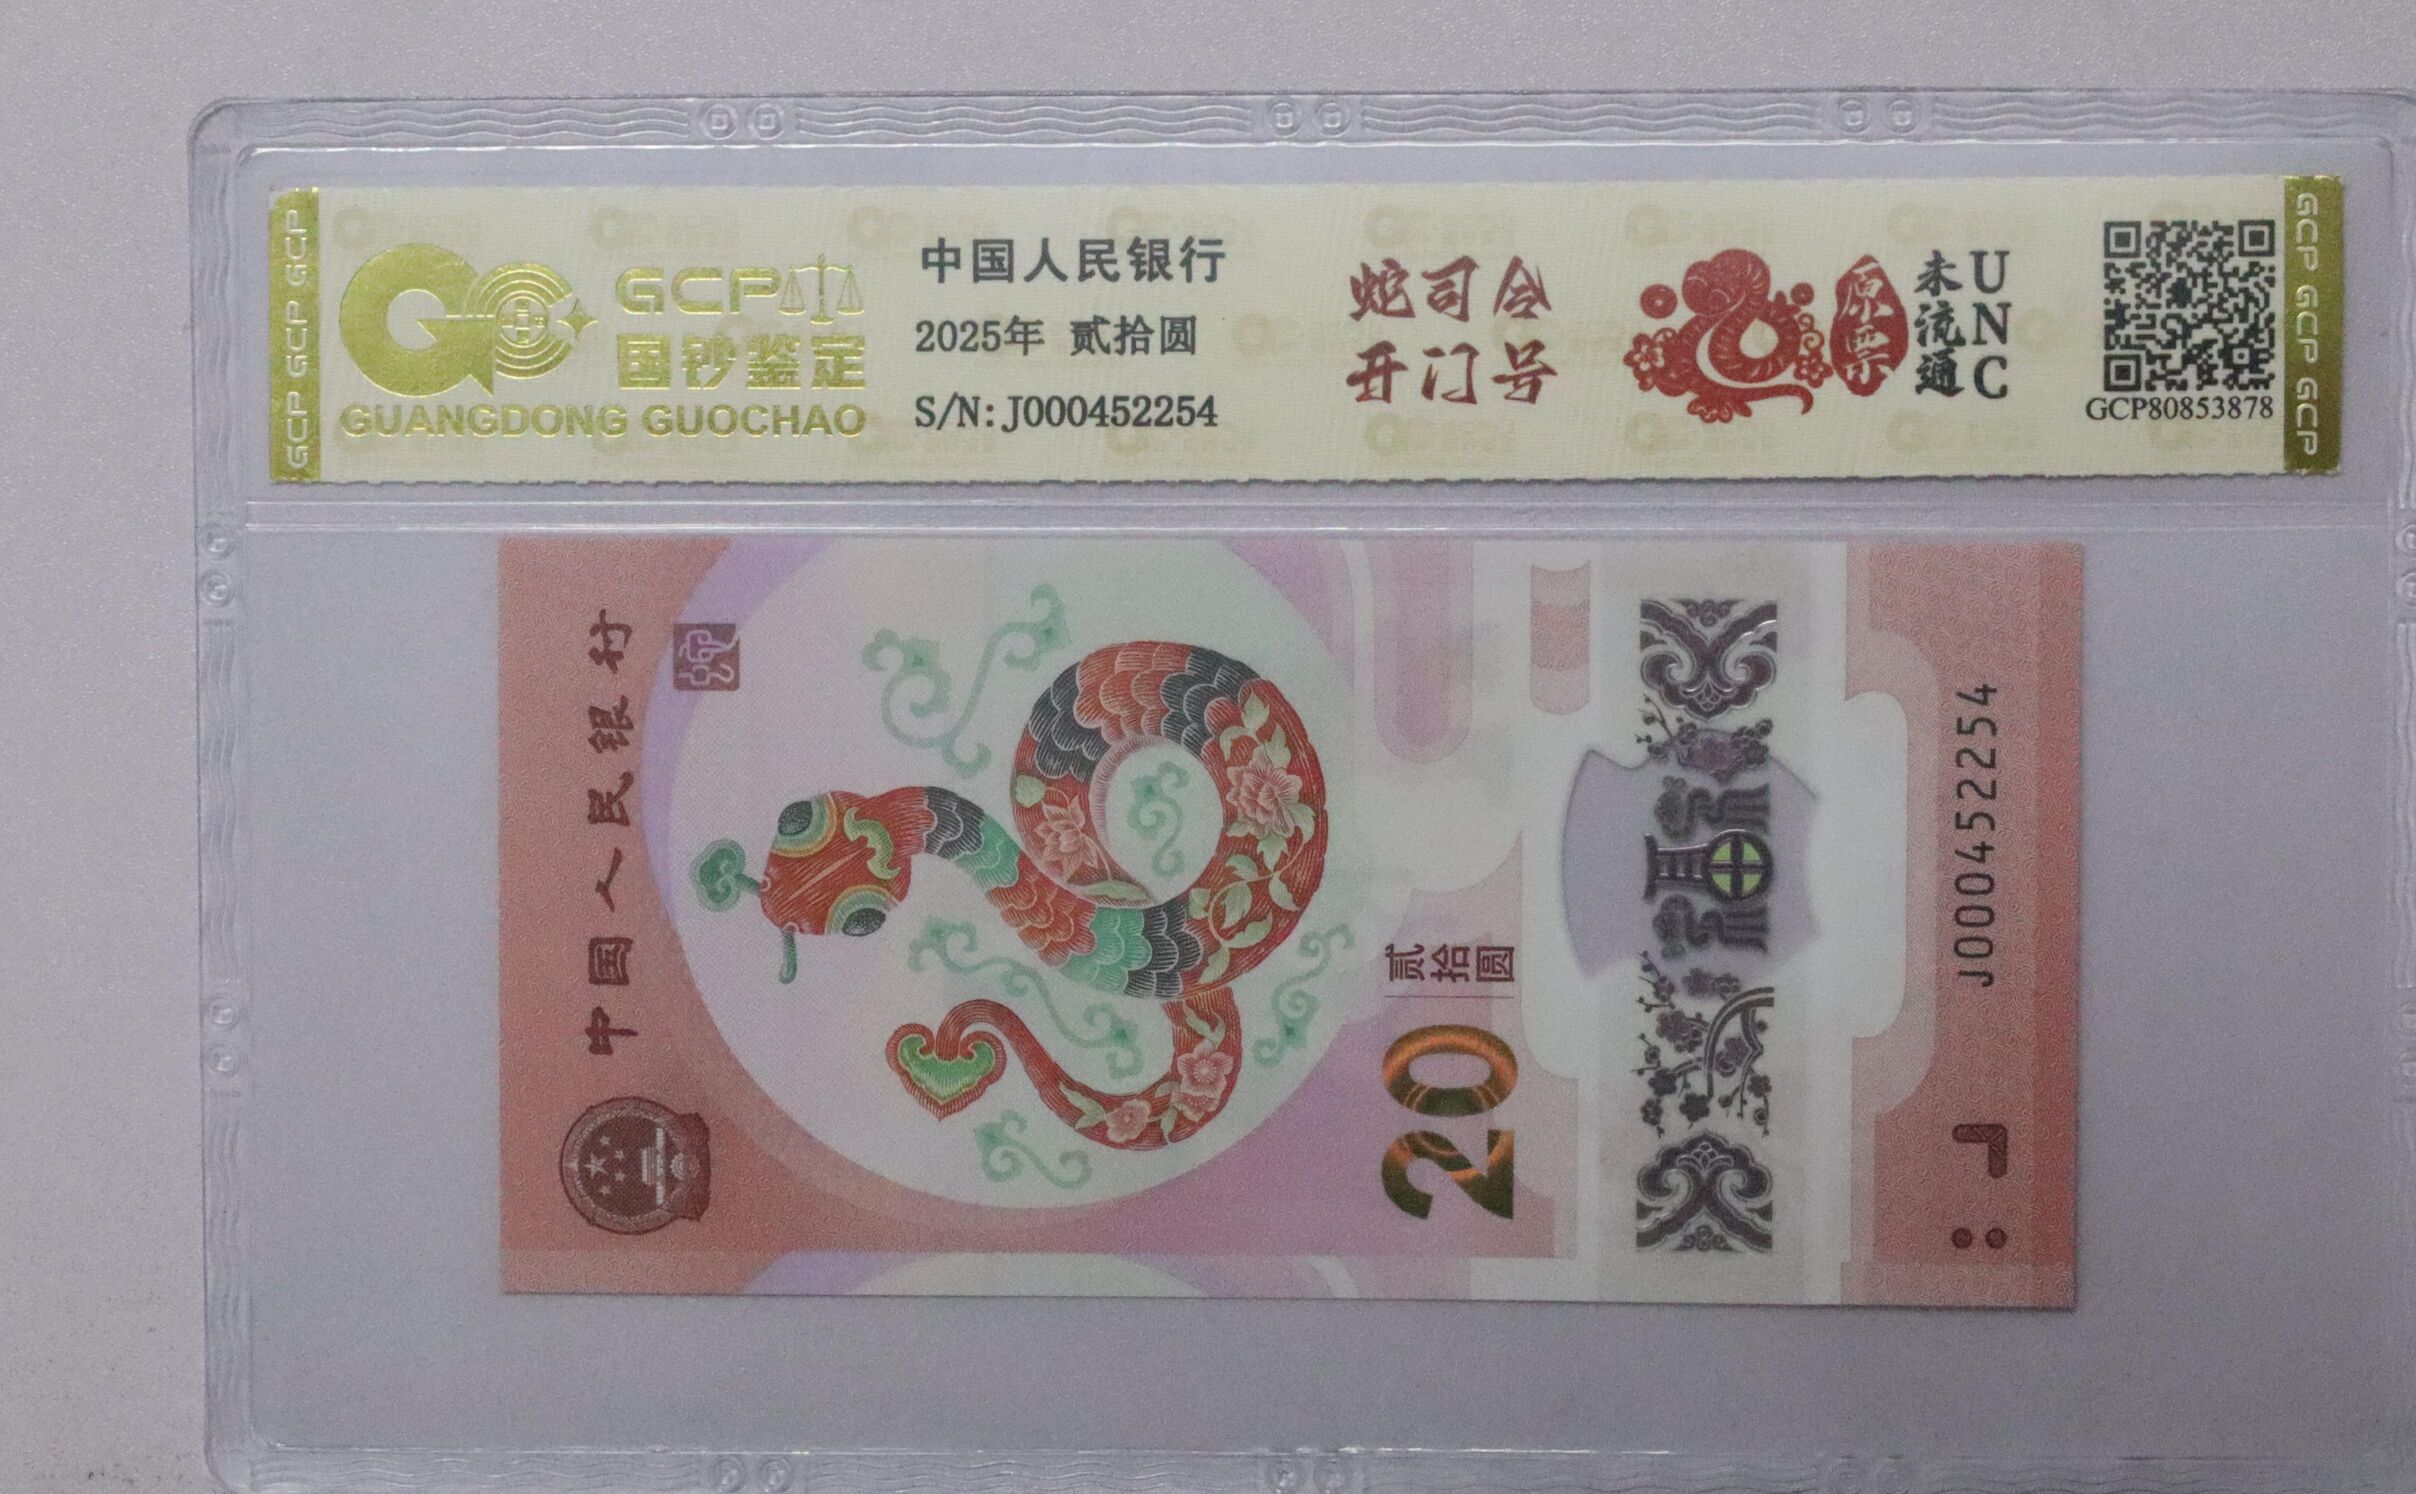 GCP GCP GCP
GCP
国钞鉴定
GUANGDONG GUOCHAO
中国人民银行
2025年 贰拾圆
S/N: J000452254
蛇司令
开门号
原票
未流通
UNC
GCP80853878
GCP GCP GCP
中国人民银行
20
贰拾圆
福
J000452254